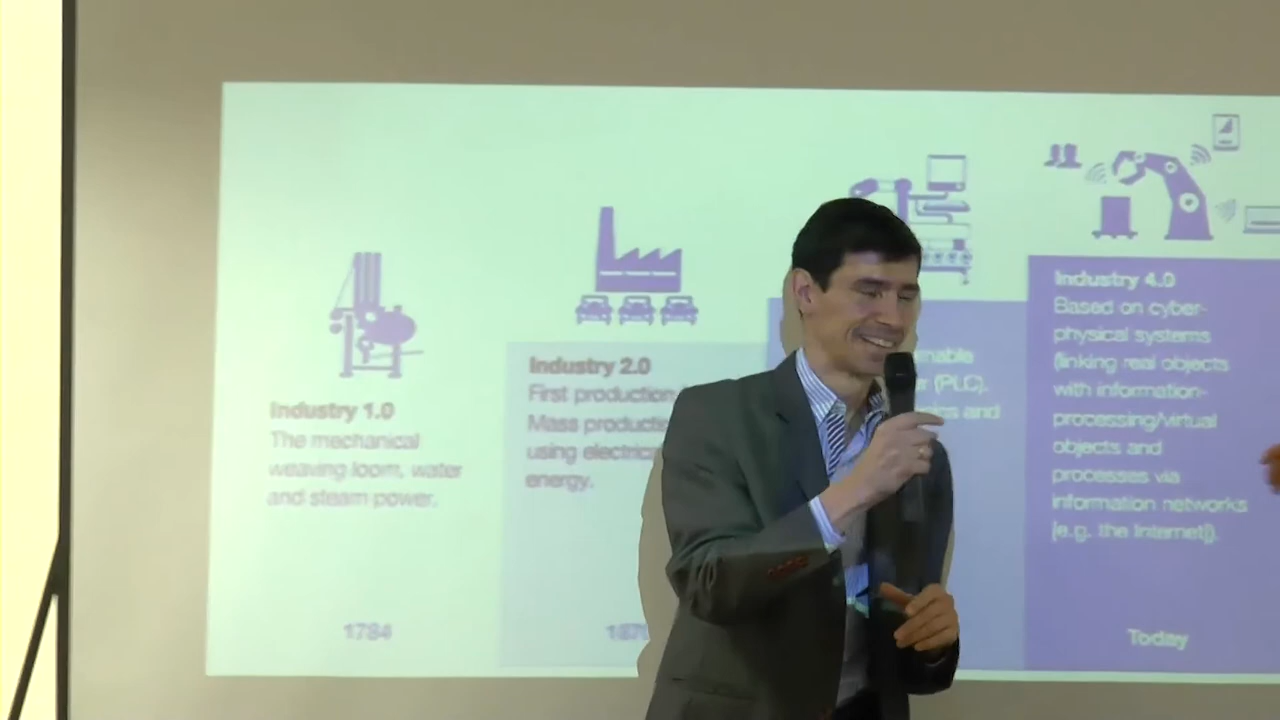 Industry 1.0
The mechanical
weaving loom, water
and steam power.
1784
Industry 2.0
First production
Mass
using
energy.
(PLC).
and
Industry 4.0
Based on cyber-
physical systems
(linking real objects
with information-
processing/virtual
objects and
processes via
information networks
(e.g. the Internet)).
Today